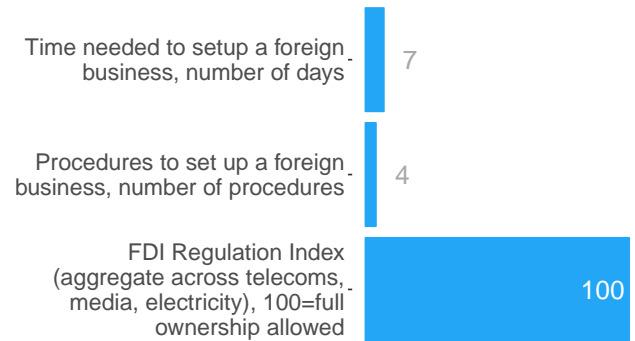 Time needed to setup a foreign
business, number of days
7
Procedures to set up a foreign
business, number of procedures
4
FDI Regulation Index
(aggregate across telecoms,
media, electricity), 100=full
ownership allowed
100